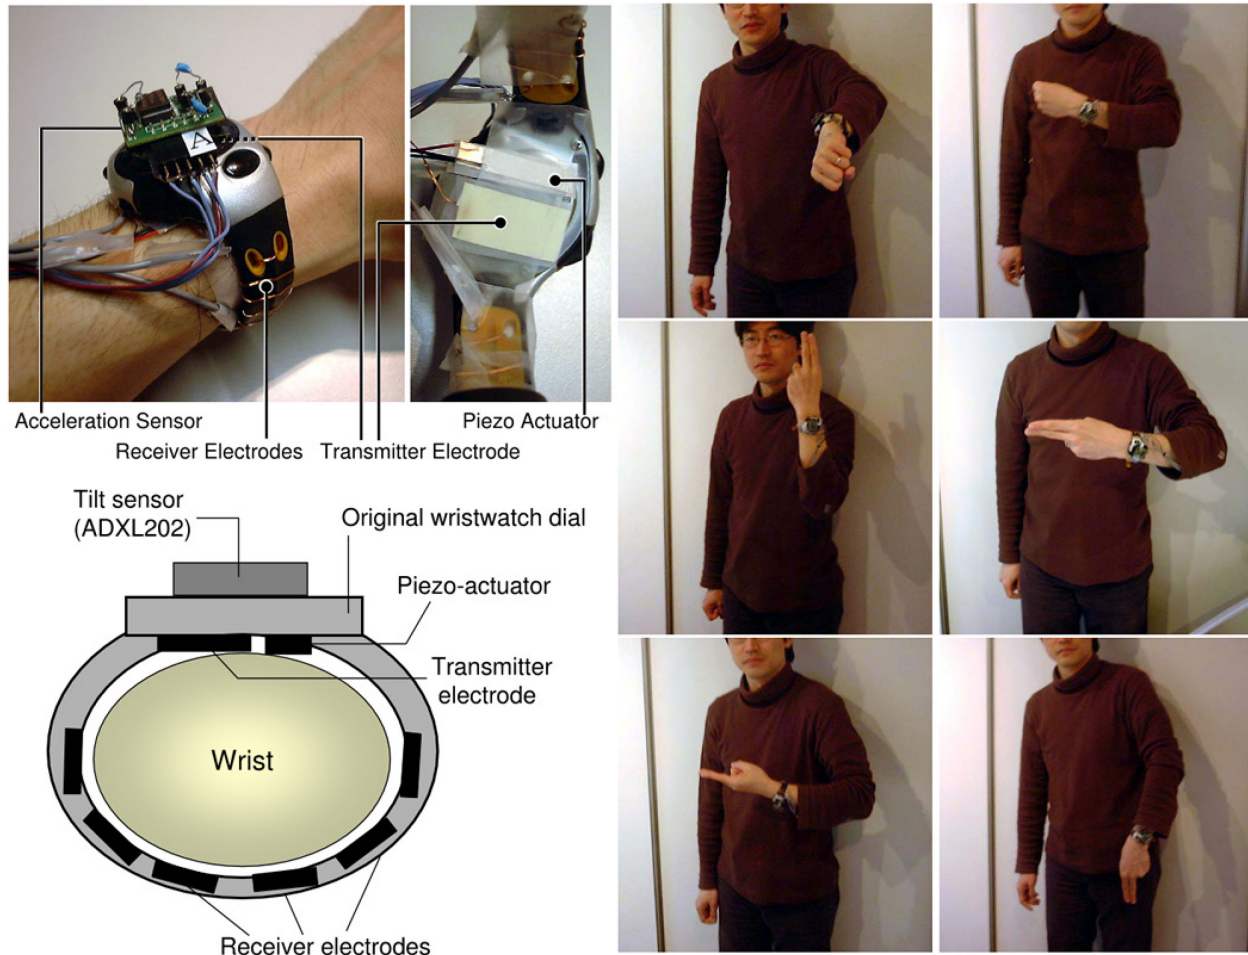 A
Acceleration Sensor
Piezo Actuator
Receiver Electrodes
Transmitter Electrode
Tilt sensor
(ADXL202)
Original wristwatch dial
Piezo-actuator
Transmitter
electrode
Wrist
Receiver electrodes